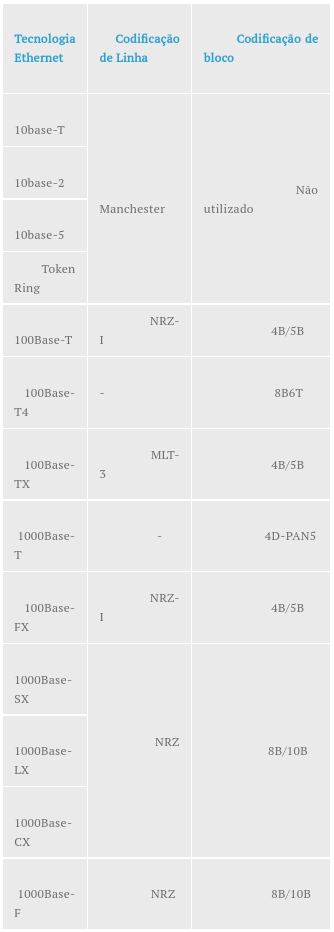 Tecnologia
Ethernet
Codificação
de Linha
Codificação de
bloco
10base-T
10base-2
10base-5
Token
Ring
Manchester
Não
utilizado
100Base-T
NRZ-
I
4B/5B
100Base-
T4
-
8B6T
100Base-
TX
MLT-
3
4B/5B
1000Base-
T
-
4D-PAN5
100Base-
FX
NRZ-
I
4B/5B
1000Base-
SX
1000Base-
LX
1000Base-
CX
NRZ
8B/10B
1000Base-
F
NRZ
8B/10B